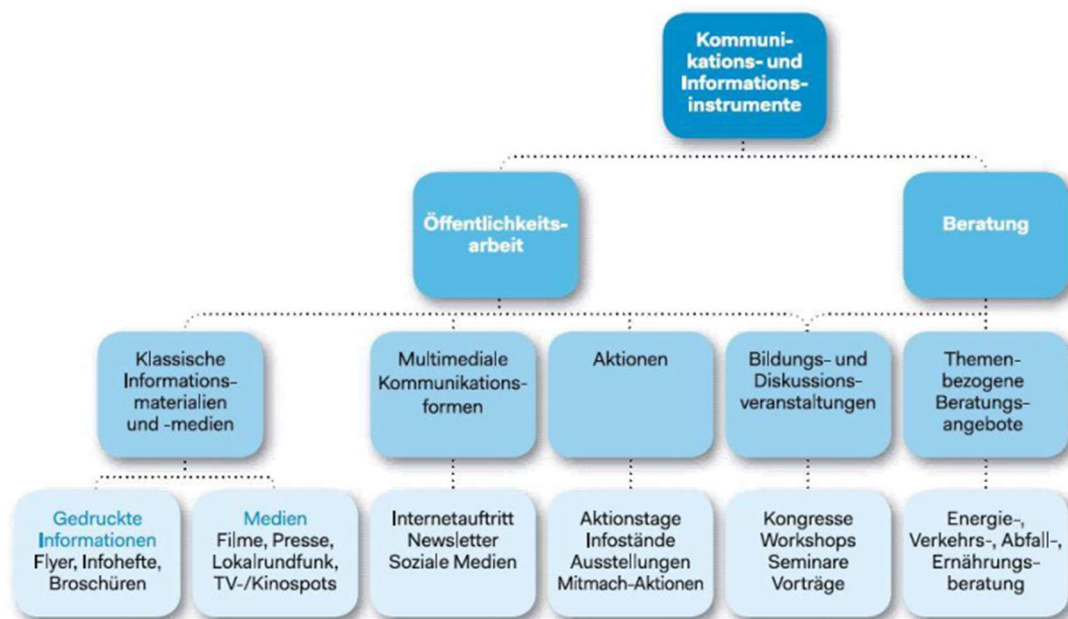 Kommuni-
kations- und
Informations-
instrumente
Öffentlichkeits-
arbeit
Beratung
Klassische
Informations-
materialien
und -medien
Multimediale
Kommunikations-
formen
Aktionen
Bildungs- und
Diskussions-
veranstaltungen
Themen-
bezogene
Beratungs-
angebote
Gedruckte
Informationen
Flyer, Infohefte,
Broschüren
Medien
Filme, Presse,
Lokalrundfunk,
TV-/Kinospots
Internetauftritt
Newsletter
Soziale Medien
Aktionstage
Infostände
Ausstellungen
Mitmach-Aktionen
Kongresse
Workshops
Seminare
Vorträge
Energie-,
Verkehrs-, Abfall-,
Ernährungs-
beratung